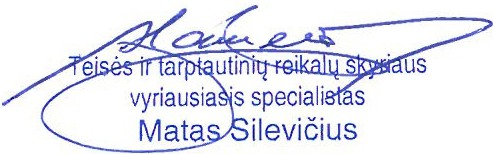 Teisės ir tarptautinių reikalų skyriaus
vyriausiasis specialistas
Matas Silevičius